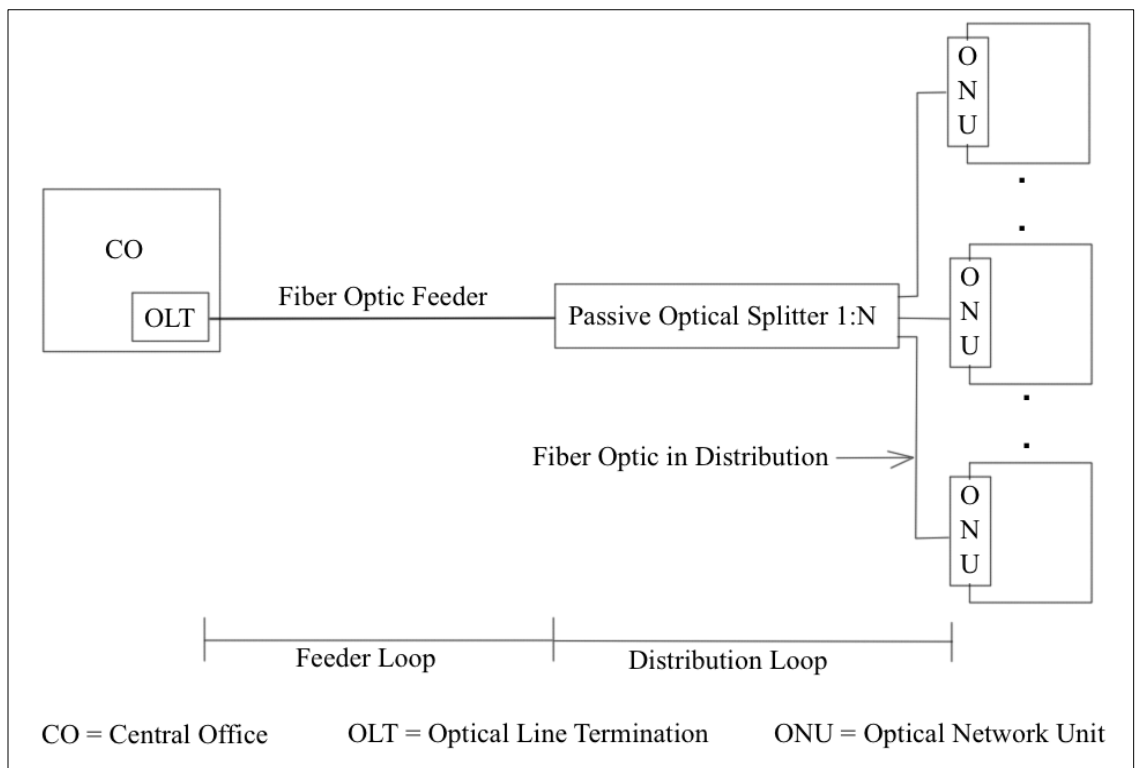 O
N
U
CO
OLT
Fiber Optic Feeder
Passive Optical Splitter 1:N
O
N
U
Fiber Optic in Distribution
O
N
U
Feeder Loop
Distribution Loop
CO = Central Office
OLT = Optical Line Termination
ONU = Optical Network Unit